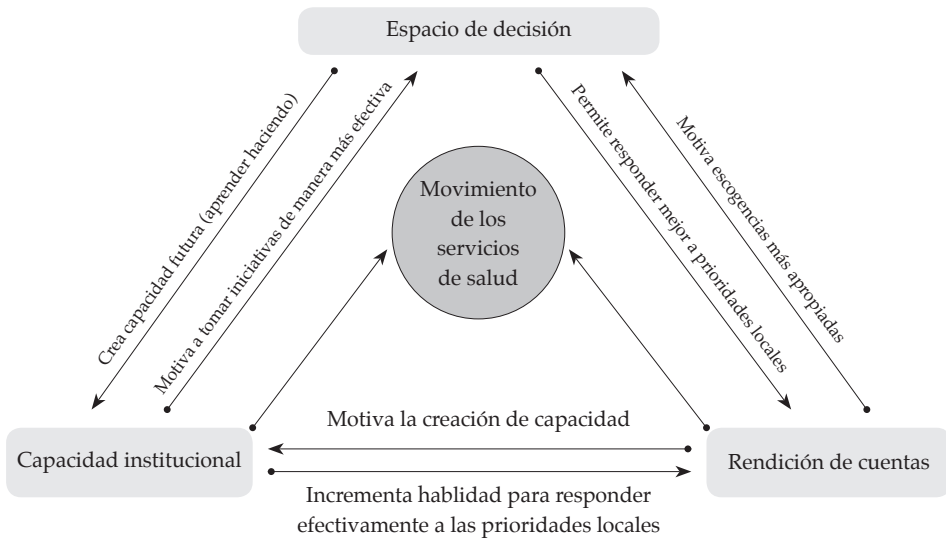 Espacio de decisión
Crea capacidad futura (aprender haciendo)
Motiva a tomar iniciativas de manera más efectiva
Permite responder mejor a prioridades locales
Motiva escogencias más apropiadas
Movimiento
de los
servicios
de salud
Motiva la creación de capacidad
Capacidad institucional
Rendición de cuentas
Incrementa hablidad para responder
efectivamente a las prioridades locales